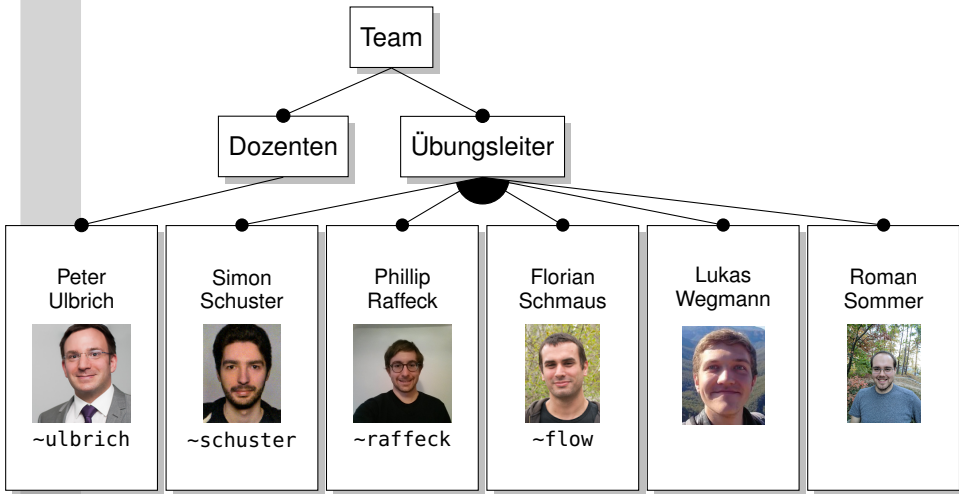 Team
Dozenten
Übungsleiter
Peter
Ulbrich
~ulbrich
Simon
Schuster
~schuster
Phillip
Raffeck
~raffeck
Florian
Schmaus
~flow
Lukas
Wegmann
Roman
Sommer